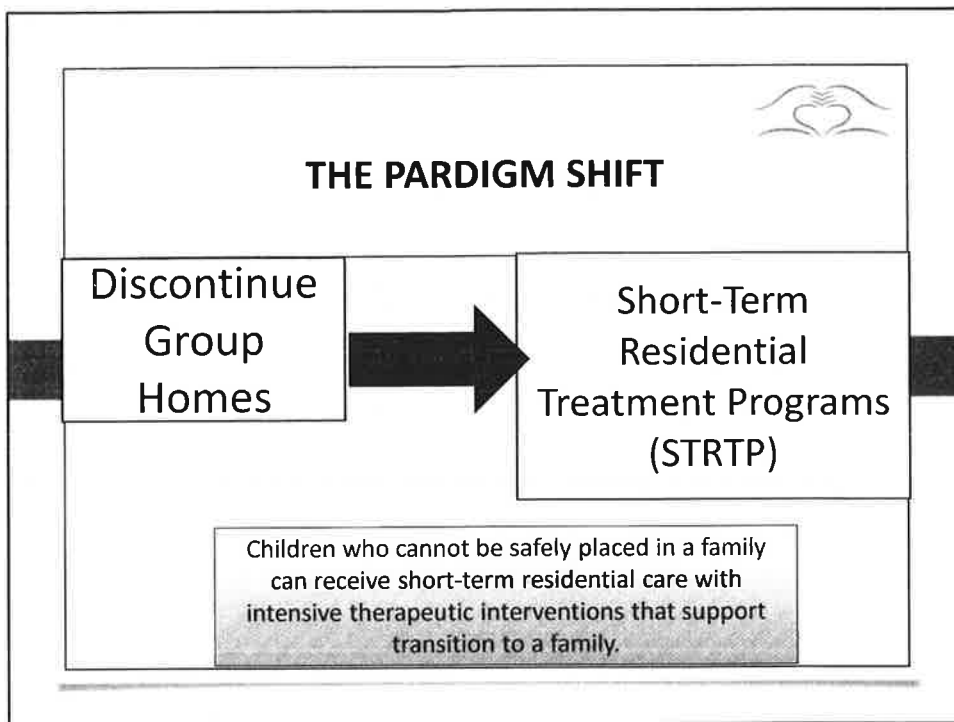 THE PARDIGM SHIFT
Discontinue
Group
Homes
Short-Term
Residential
Treatment Programs
(STRTP)
Children who cannot be safely placed in a family
can receive short-term residential care with
intensive therapeutic interventions that support
transition to a family.